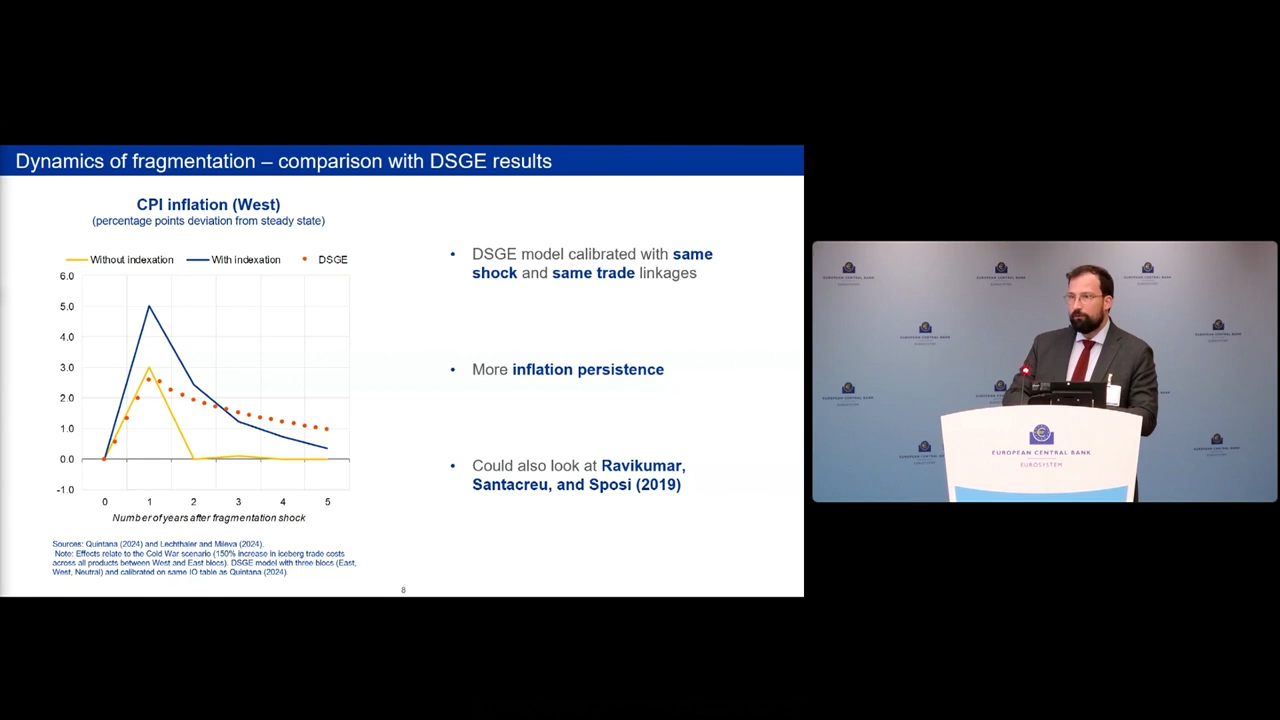 Dynamics of fragmentation – comparison with DSGE results
CPI inflation (West)
(percentage points deviation from steady state)
Without indexation
With indexation
DSGE
6.0
5.0
4.0
3.0
2.0
1.0
0.0
-1.0
0 1 2 3 4 5
Number of years after fragmentation shock
Sources: Quintana (2024) and Lechthaler and Mileva (2024).
Note: Effects relate to the Cold War scenario (150% increase in iceberg trade costs
across all products between West and East blocs). DSGE model with three blocs (East,
West, Neutral) and calibrated on same IO table as Quintana (2024).
• DSGE model calibrated with same
shock and same trade linkages
• More inflation persistence
• Could also look at Ravikumar,
Santacreu, and Sposi (2019)
8
EUROPEAN CENTRAL BANK
EUROSYSTEM